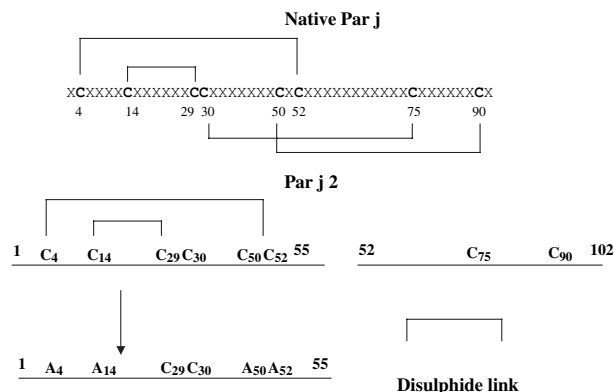 Native Par j
XCXXXXCXXXXXXCCXXXXXXXCXCXXXXXXXXXXXCXXXXXXCX
4 14 29 30 50 52 75 90
Par j 2
1 C4 C14 C29 C30 C50 C52 55 52 C75 C90 102
1 A4 A14 C29 C30 A50 A52 55
Disulphide link